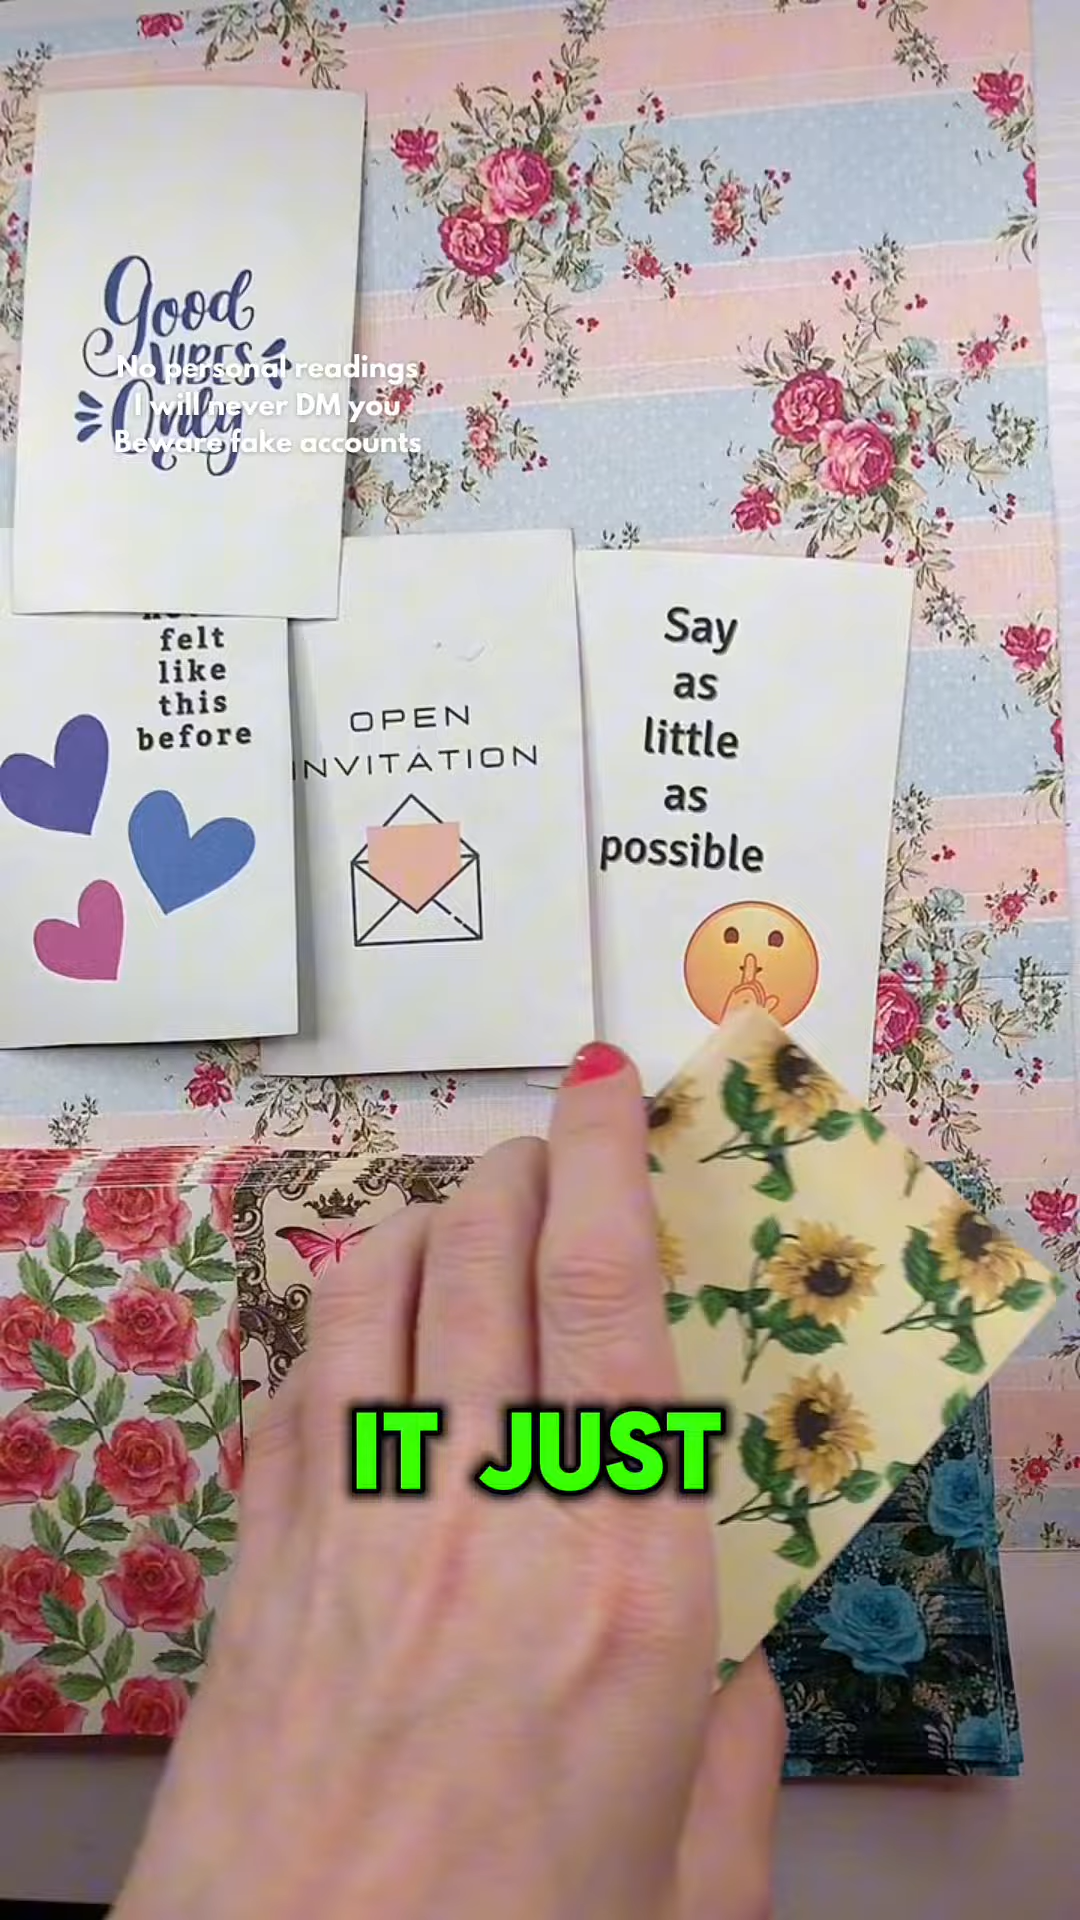 Good
VIBES
Only
No personal readings
I will never DM you
Beware fake accounts
felt
like
this
before
OPEN
INVITATION
Say
as
little
as
possible
IT JUST